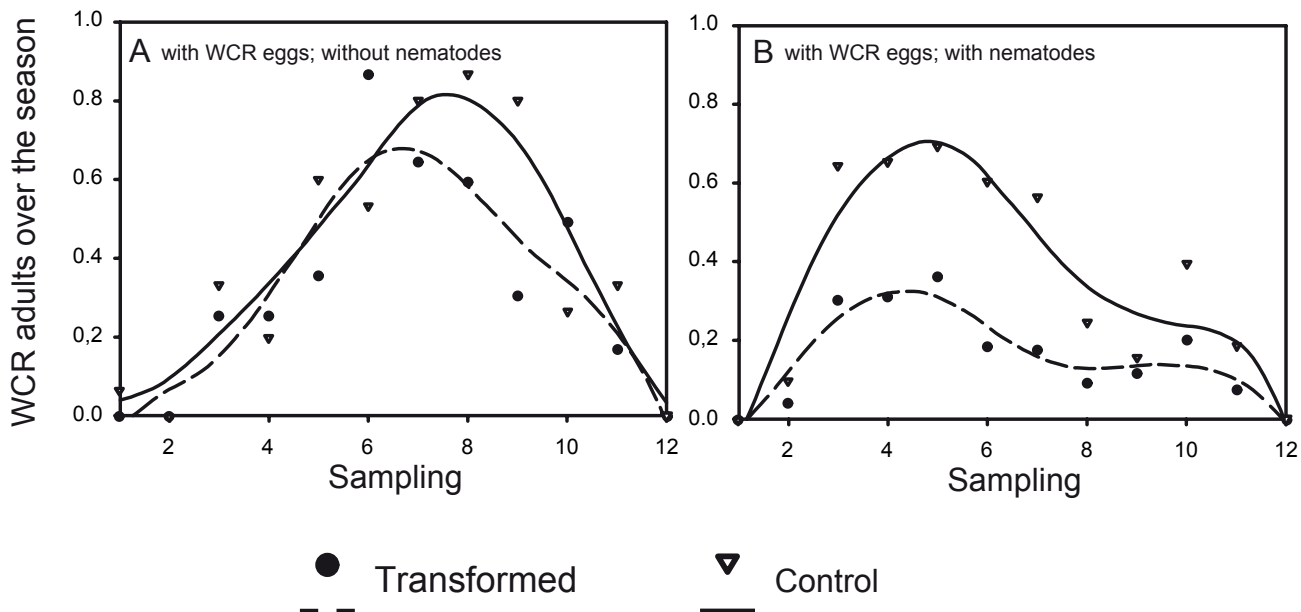 WCR adults over the season
1.0
0.8
0.6
0.4
0.2
0.0
A with WCR eggs; without nematodes
2 4 6 8 10 12
Sampling
1.0
0.8
0.6
0.4
0.2
0.0
B with WCR eggs; with nematodes
2 4 6 8 10 12
Sampling
Transformed
Control